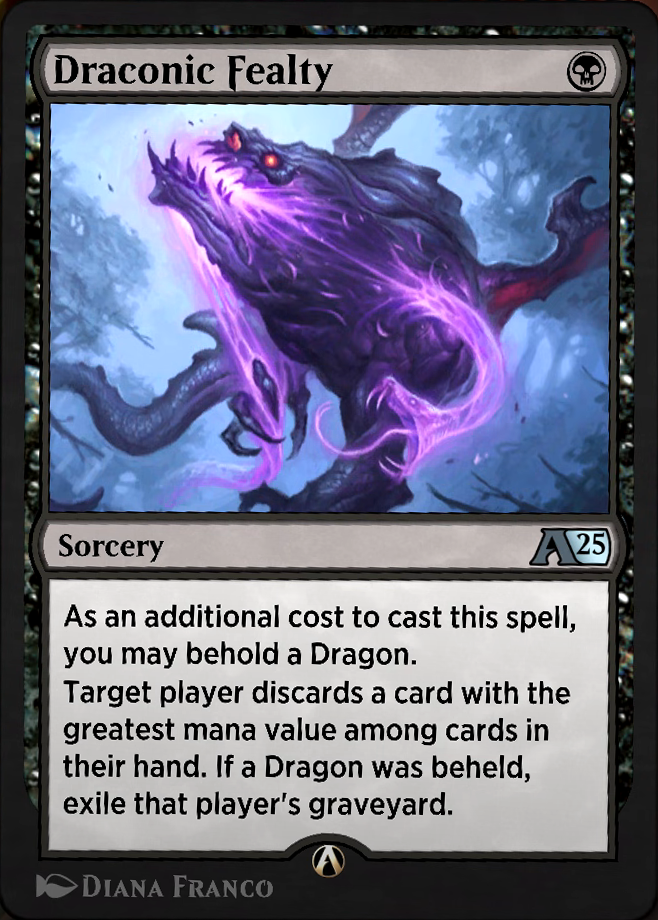 Draconic Fealty
Sorcery
A25
As an additional cost to cast this spell,
you may behold a Dragon.
Target player discards a card with the
greatest mana value among cards in
their hand. If a Dragon was beheld,
exile that player's graveyard.
Diana Franco